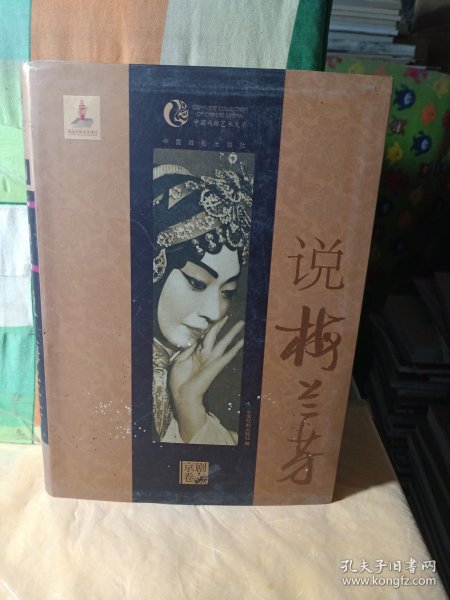 COMPLETE COLLECTION
OF CHINESE OPERA
中国戏曲艺术大系
中国戏剧出版社
说
梅兰芳
京剧卷
孔夫子旧书网
www.kongfz.com